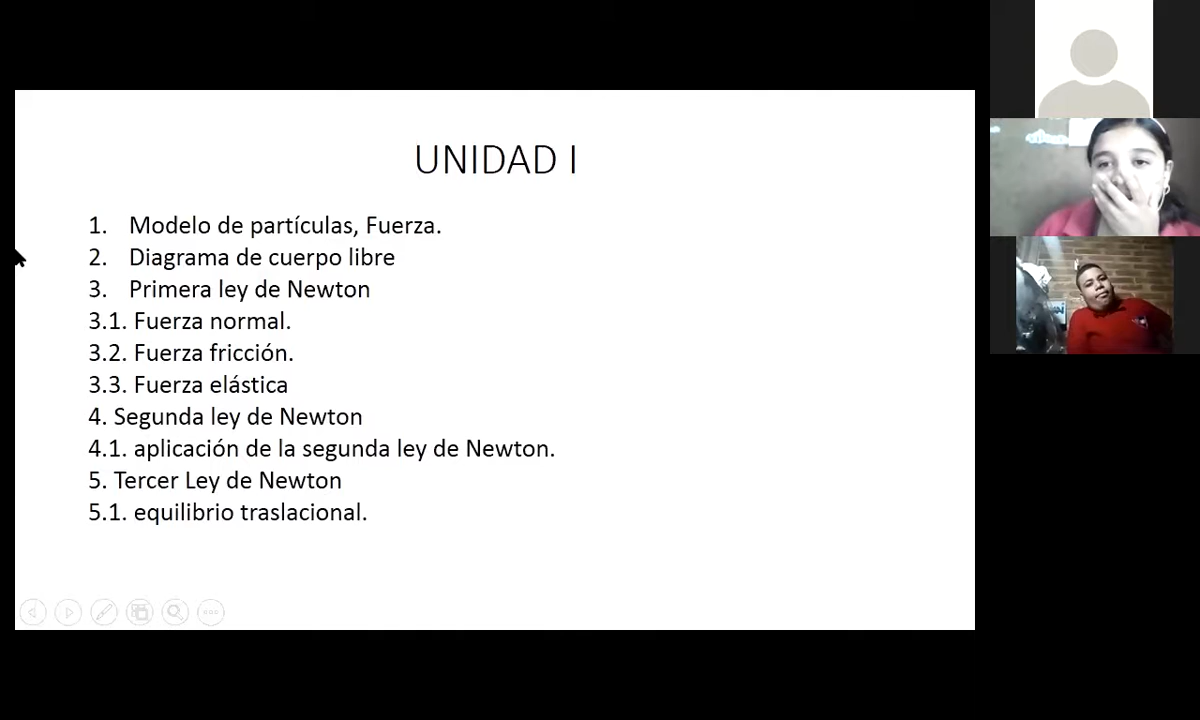 UNIDAD I
1. Modelo de partículas, Fuerza.
2. Diagrama de cuerpo libre
3. Primera ley de Newton
3.1. Fuerza normal.
3.2. Fuerza fricción.
3.3. Fuerza elástica
4. Segunda ley de Newton
4.1. aplicación de la segunda ley de Newton.
5. Tercer Ley de Newton
5.1. equilibrio traslacional.